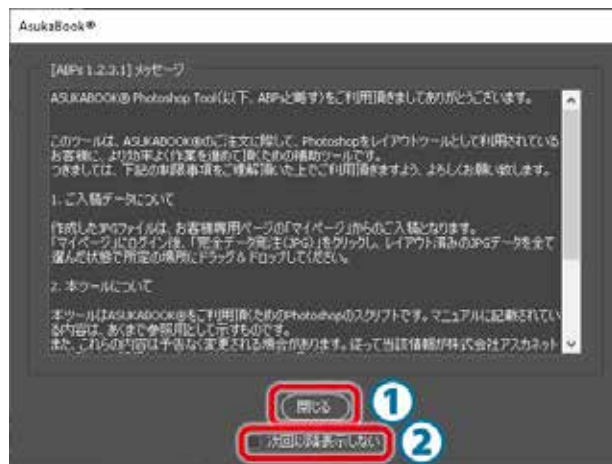 AsukaBook®
[ABPs 1.2.3.1] メッセージ
ASUKABOOK® Photoshop Tool(以下、ABPsと略す)をご利用頂きましてありがとうございます。
このツールは、ASUKABOOK®のご注文に際して、Photoshopをレイアウトツールとして利用されている
お客様に、より効率よく作業を進めて頂くための補助ツールです。
つきましては、下記の制限事項をご理解頂いた上でご利用頂きますよう、よろしくお願い致します。
1. ご入稿データについて
作成したJPGファイルは、お客様専用ページの「マイページ」からのご入稿となります。
「マイページ」にログイン後、「完全データ発注(JPG)」をクリックし、レイアウト済みのJPGデータを全て
選んだ状態で所定の場所にドラッグ&ドロップしてください。
2. 本ツールについて
本ツールはASUKABOOK®をご利用頂くためのPhotoshopのスクリプトです。マニュアルに記載されてい
る内容は、あくまで参照用として示すものです。
また、これらの内容は予告なく変更される場合があります。従って当該情報が株式会社アスカネット
閉じる
1
次回以降表示しない
2